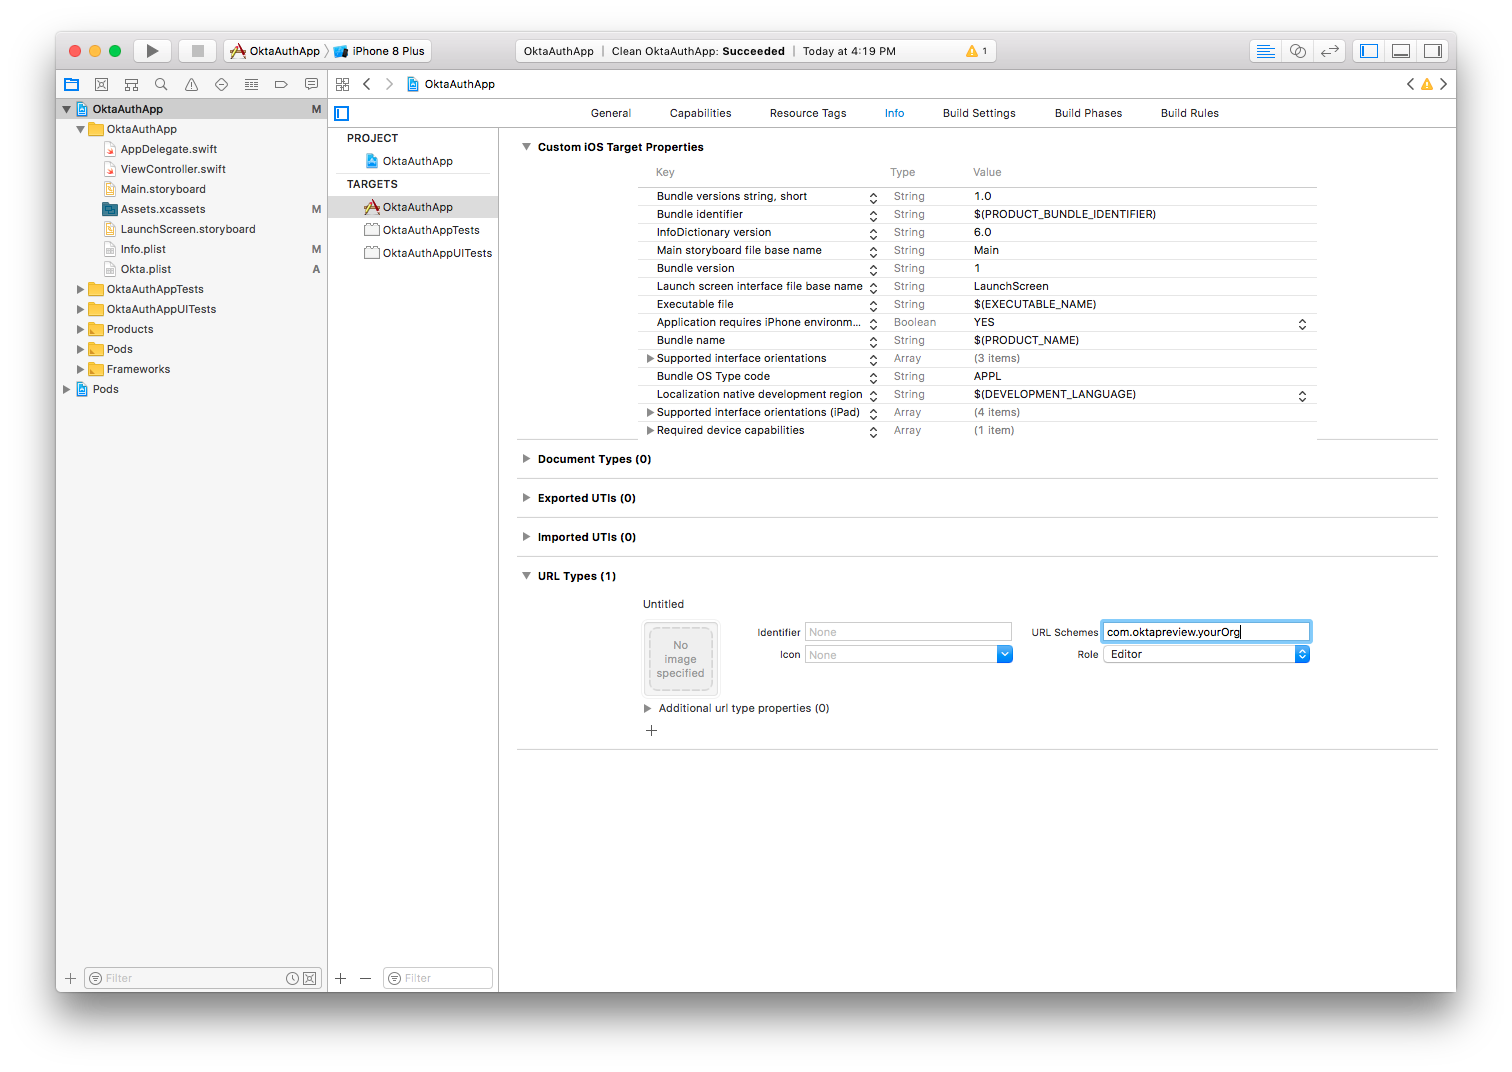 OktaAuthApp iPhone 8 Plus
OktaAuthApp | Clean OktaAuthApp: Succeeded | Today at 4:19 PM 1
OktaAuthApp
OktaAuthApp M
OktaAuthApp
AppDelegate.swift
ViewController.swift
Main.storyboard
Assets.xcassets M
LaunchScreen.storyboard
Info.plist M
Okta.plist A
OktaAuthAppTests
OktaAuthAppUITests
Products
Pods
Frameworks
Pods
Filter
PROJECT
OktaAuthApp
TARGETS
OktaAuthApp
OktaAuthAppTests
OktaAuthAppUITests
Filter
General Capabilities Resource Tags Info Build Settings Build Phases Build Rules
Custom iOS Target Properties
Key Type Value
Bundle versions string, short String 1.0
Bundle identifier String $(PRODUCT_BUNDLE_IDENTIFIER)
InfoDictionary version String 6.0
Main storyboard file base name String Main
Bundle version String 1
Launch screen interface file base name String LaunchScreen
Executable file String $(EXECUTABLE_NAME)
Application requires iPhone environm... Boolean YES
Bundle name String $(PRODUCT_NAME)
Supported interface orientations Array (3 items)
Bundle OS Type code String APPL
Localization native development region String $(DEVELOPMENT_LANGUAGE)
Supported interface orientations (iPad) Array (4 items)
Required device capabilities Array (1 item)
Document Types (0)
Exported UTIs (0)
Imported UTIs (0)
URL Types (1)
Untitled
No
image
specified
Identifier None
URL Schemes com.oktapreview.yourOrg
Icon None
Role Editor
Additional url type properties (0)